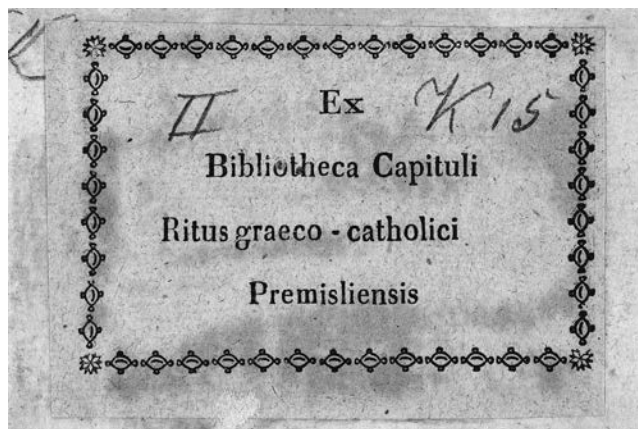 II Ex K 15
Bibliotheca Capituli
Ritus graeco - catholici
Premisliensis